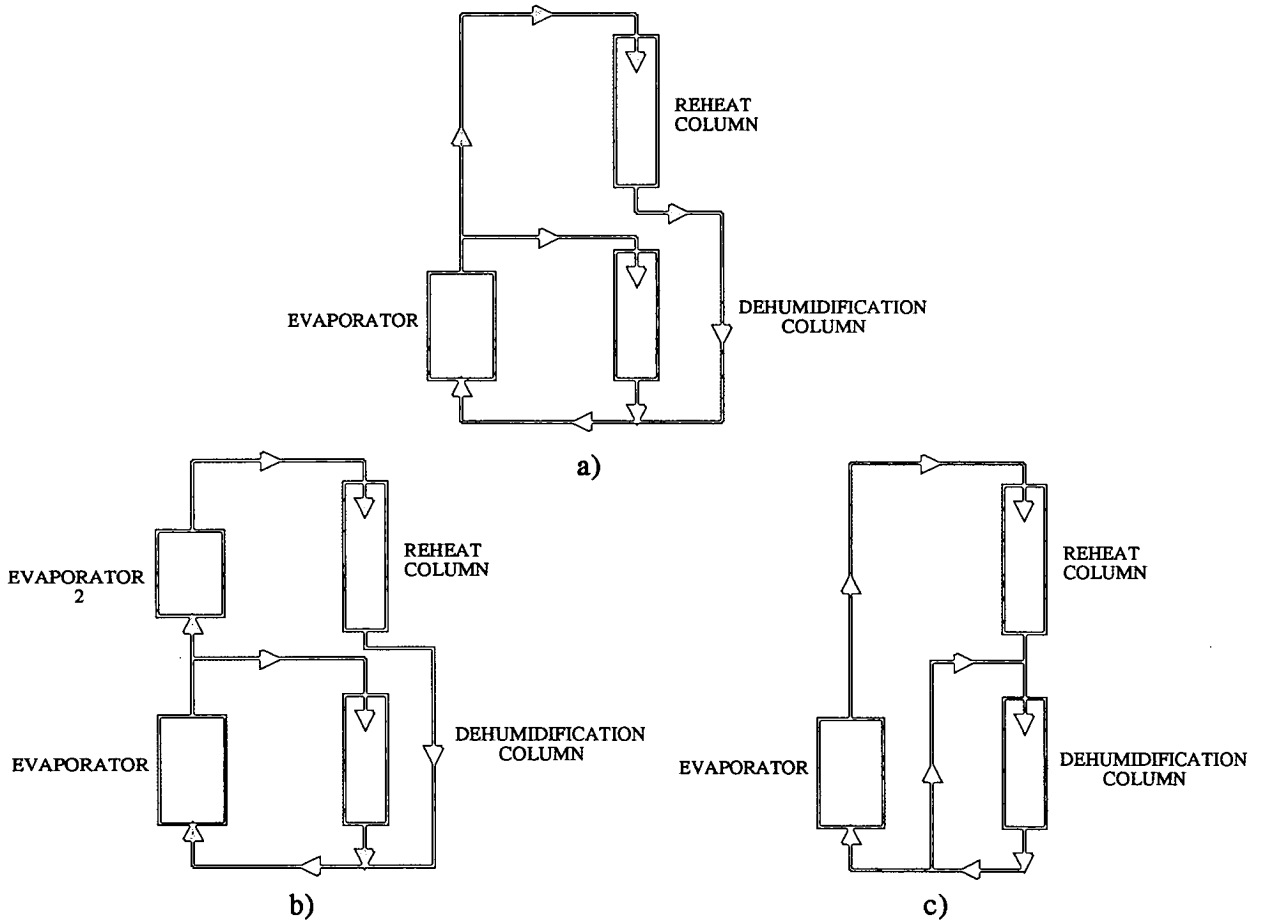 REHEAT
COLUMN
EVAPORATOR
DEHUMIDIFICATION
COLUMN
a)
EVAPORATOR
2
REHEAT
COLUMN
EVAPORATOR
DEHUMIDIFICATION
COLUMN
b)
REHEAT
COLUMN
EVAPORATOR
DEHUMIDIFICATION
COLUMN
c)